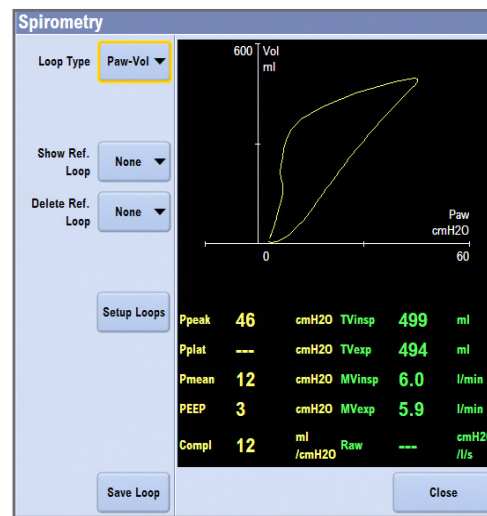 Spirometry
Loop Type Paw-Vol
600 Vol
ml
Show Ref.
Loop
None
Delete Ref.
Loop
None
Paw
cmH2O
0 60
Setup Loops
Ppeak 46 cmH2O TVinsp 499 ml
Pplat --- cmH2O TVexp 494 ml
Pmean 12 cmH2O MVinsp 6.0 l/min
PEEP 3 cmH2O MVexp 5.9 l/min
Compl 12 ml
/cmH2O Raw --- cmH2O
/l/s
Save Loop Close